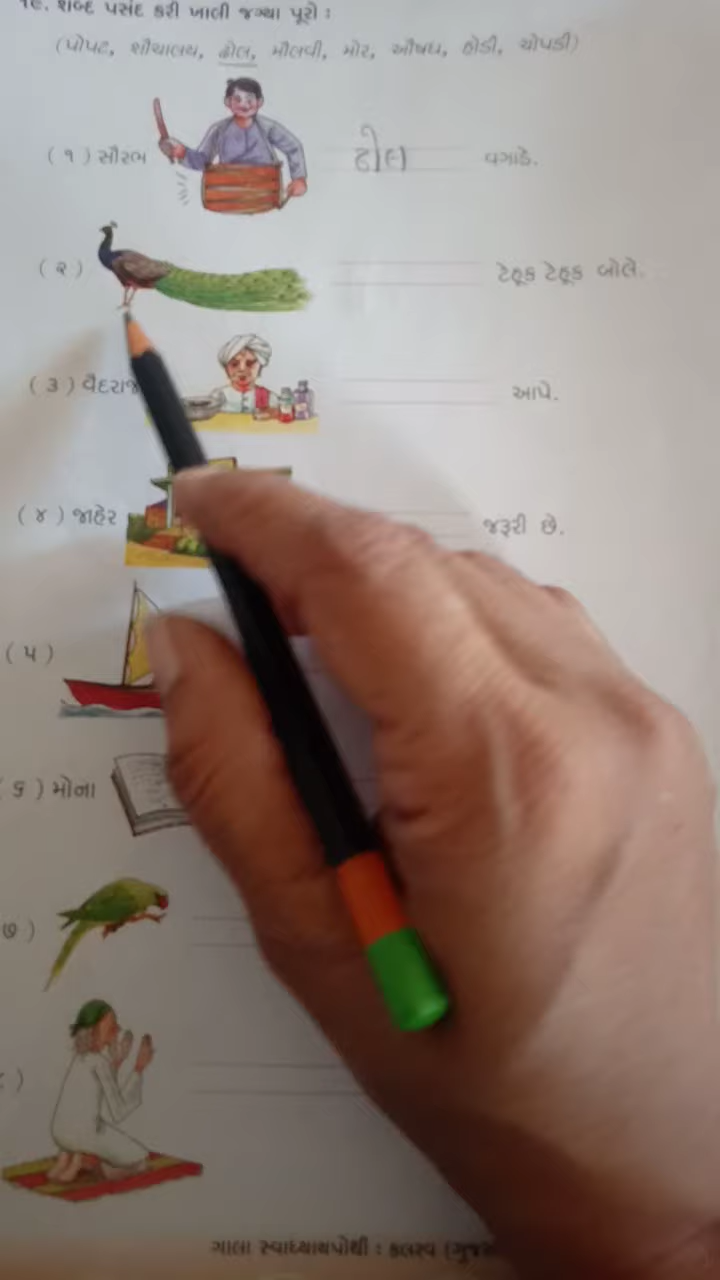 ૧૯. શબ્દ પસંદ કરી ખાલી જગ્યા પૂરો :
(પોપટ, શૌચાલય, ઢોલ, મૌલવી, મોર, ઔષધ, હોડી, ચોપડી)
(૧) સૌરભ ઢોલ વગાડે.
(૨) ટેહૂક ટેહૂક બોલે.
(૩) વૈદરાજ આપે.
(૪) જાહેર જરૂરી છે.
(૫)
(૬) મોના
૭)
ગાલા સ્વાધ્યાયપોથી : કલરવ